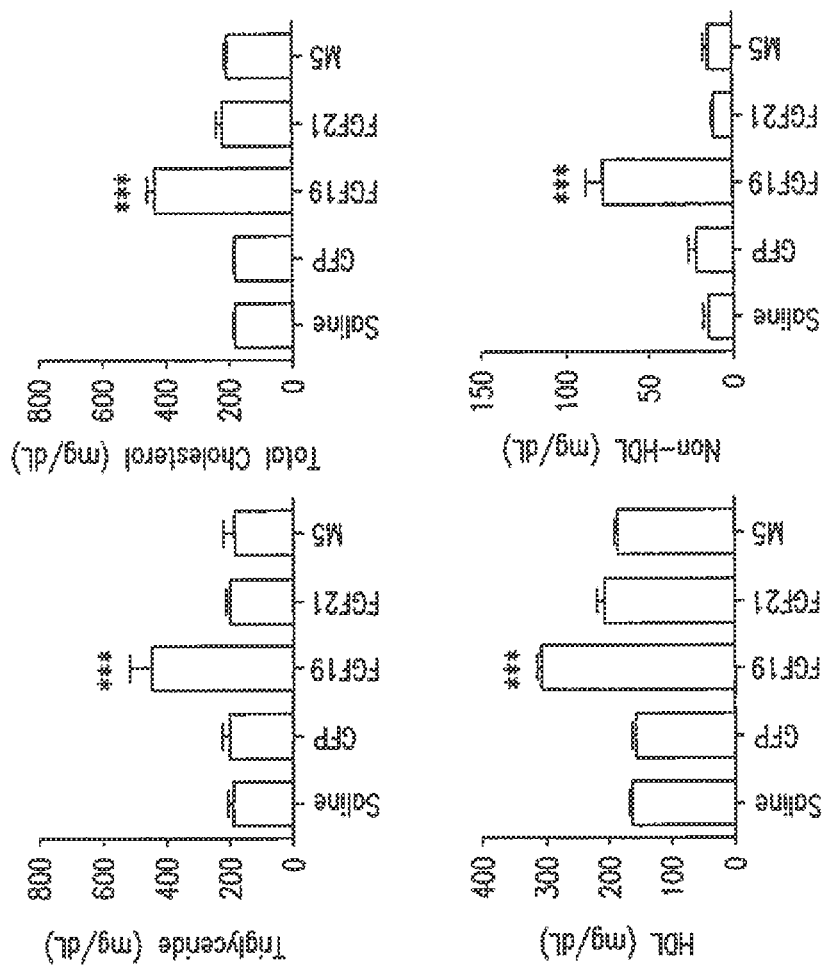 Triglyceride (mg/dL)
800
600
400
200
0
***
Saline
GFP
FGF19
FGF21
M5
Total Cholesterol (mg/dL)
800
600
400
200
0
***
Saline
GFP
FGF19
FGF21
M5
HDL (mg/dL)
400
300
200
100
0
***
Saline
GFP
FGF19
FGF21
M5
Non-HDL (mg/dL)
150
100
50
0
***
Saline
GFP
FGF19
FGF21
M5